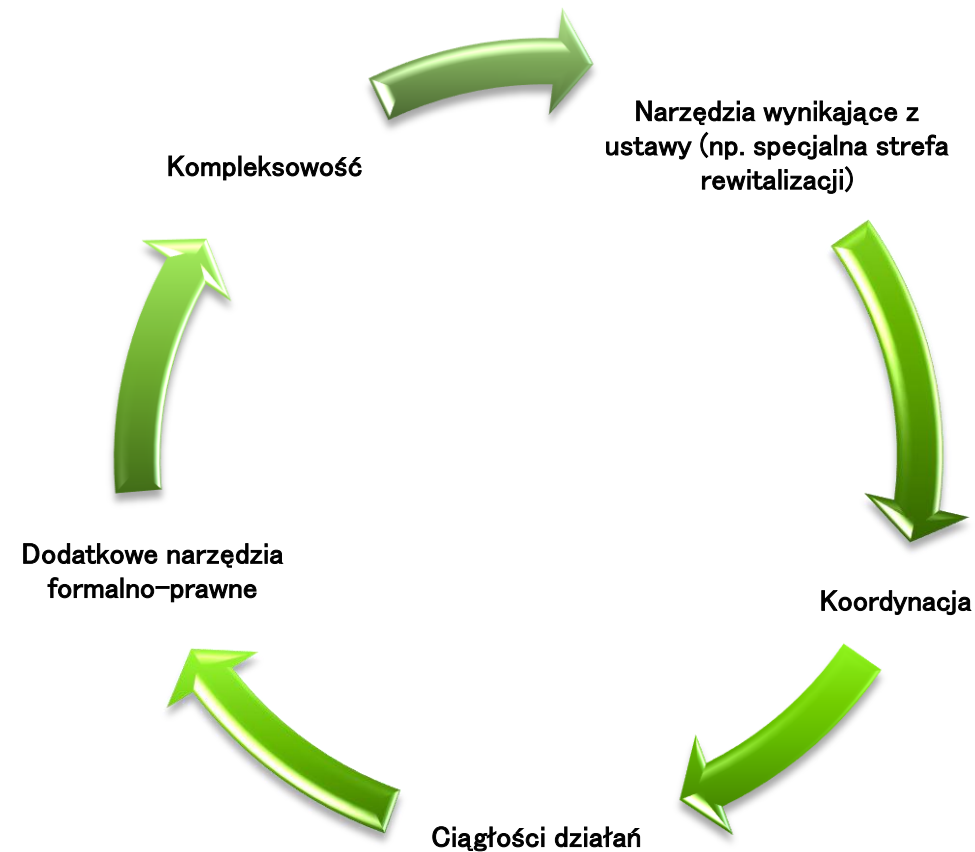 Narzędzia wynikające z
ustawy (np. specjalna strefa
rewitalizacji)
Kompleksowość
Dodatkowe narzędzia
formalno-prawne
Koordynacja
Ciągłości działań